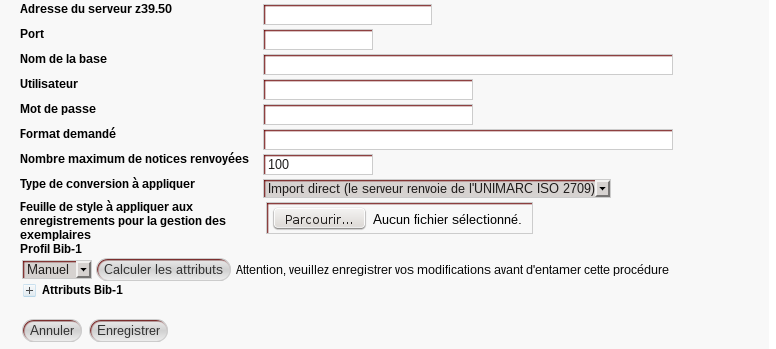 Adresse du serveur z39.50
Port
Nom de la base
Utilisateur
Mot de passe
Format demandé
Nombre maximum de notices renvoyées 100
Type de conversion à appliquer Import direct (le serveur renvoie de l'UNIMARC ISO 2709)
Feuille de style à appliquer aux
enregistrements pour la gestion des
exemplaires
Parcourir... Aucun fichier sélectionné.
Profil Bib-1
Manuel Calculer les attributs Attention, veuillez enregistrer vos modifications avant d'entamer cette procédure
Attributs Bib-1
Annuler Enregistrer